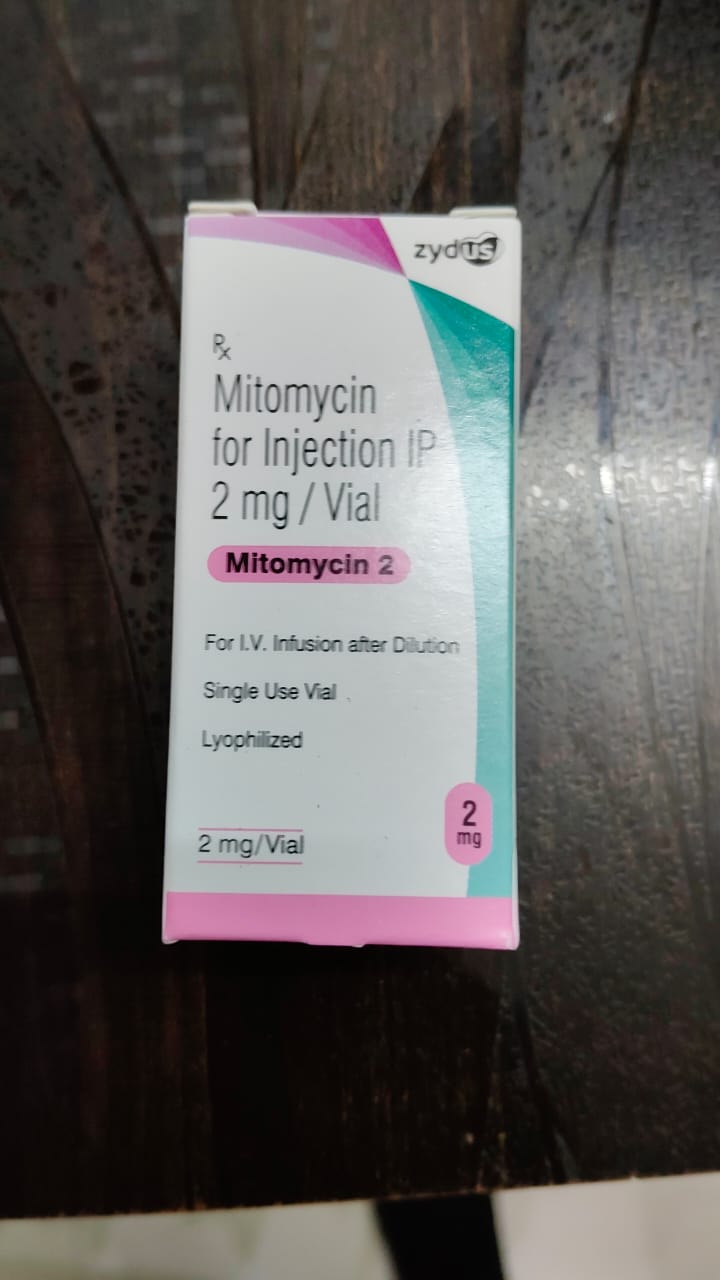 zydus
Rx
Mitomycin
for Injection IP
2 mg / Vial
Mitomycin 2
For I.V. Infusion after Dilution
Single Use Vial
Lyophilized
2 mg/Vial
2
mg